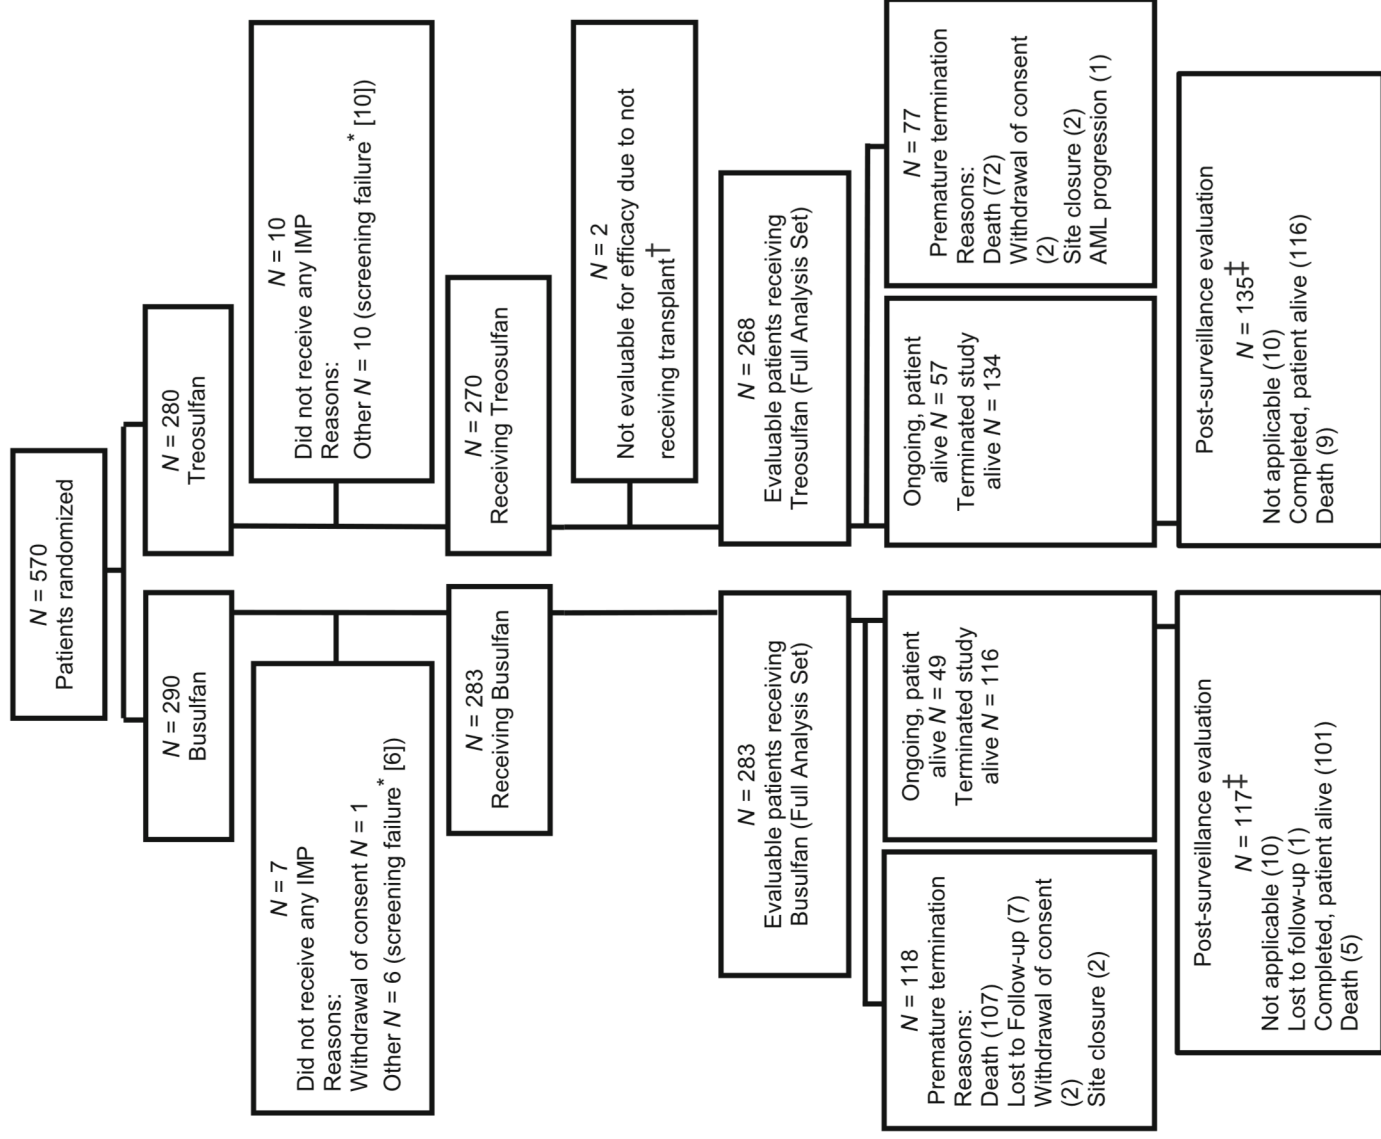 N = 570
Patients randomized
N = 290
Busulfan
N = 280
Treosulfan
N = 7
Did not receive any IMP
Reasons:
Withdrawal of consent N = 1
Other N = 6 (screening failure* [6])
N = 10
Did not receive any IMP
Reasons:
Other N = 10 (screening failure* [10])
N = 283
Receiving Busulfan
N = 270
Receiving Treosulfan
N = 2
Not evaluable for efficacy due to not
receiving transplant†
N = 283
Evaluable patients receiving
Busulfan (Full Analysis Set)
N = 268
Evaluable patients receiving
Treosulfan (Full Analysis Set)
N = 118
Premature termination
Reasons:
Death (107)
Lost to Follow-up (7)
Withdrawal of consent
(2)
Site closure (2)
Ongoing, patient
alive N = 49
Terminated study
alive N = 116
Ongoing, patient
alive N = 57
Terminated study
alive N = 134
N = 77
Premature termination
Reasons:
Death (72)
Withdrawal of consent
(2)
Site closure (2)
AML progression (1)
Post-surveillance evaluation
N = 117‡
Not applicable (10)
Lost to follow-up (1)
Completed, patient alive (101)
Death (5)
Post-surveillance evaluation
N = 135‡
Not applicable (10)
Completed, patient alive (116)
Death (9)